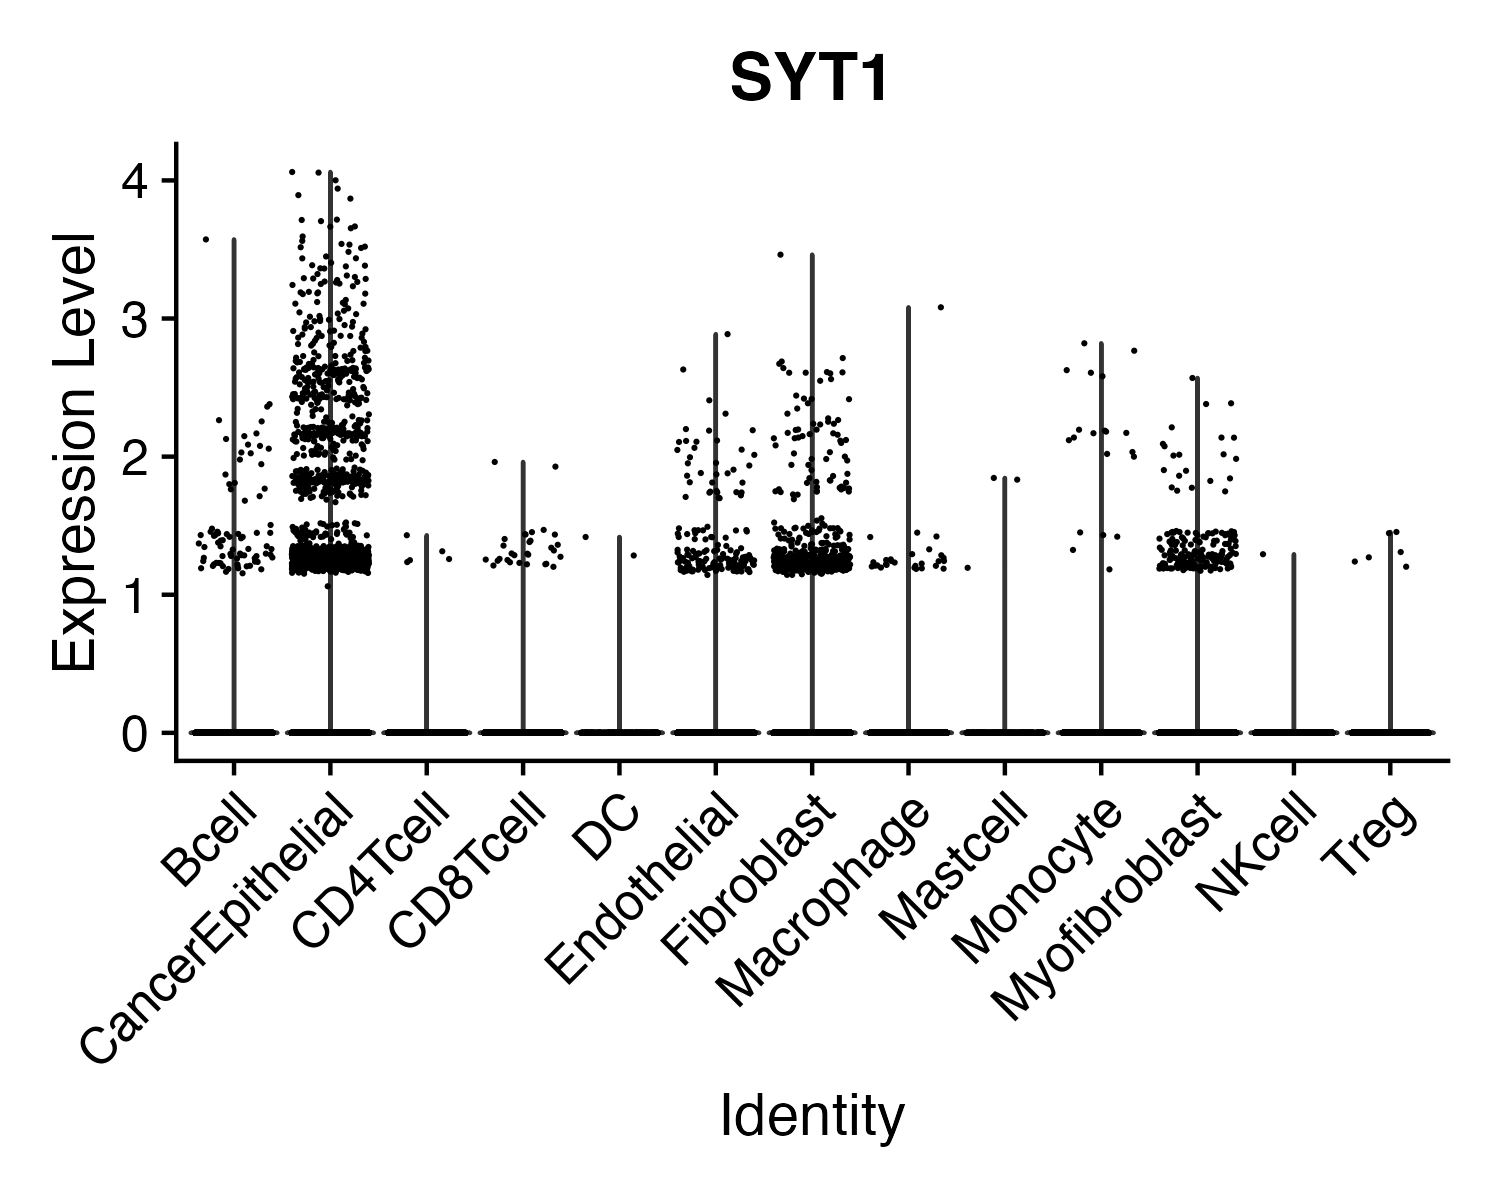 SYT1
Expression Level
4
3
2
1
0
Bcell
CancerEpithelial
CD4Tcell
CD8Tcell
DC
Endothelial
Fibroblast
Macrophage
Mastcell
Monocyte
Myofibroblast
NKcell
Treg
Identity